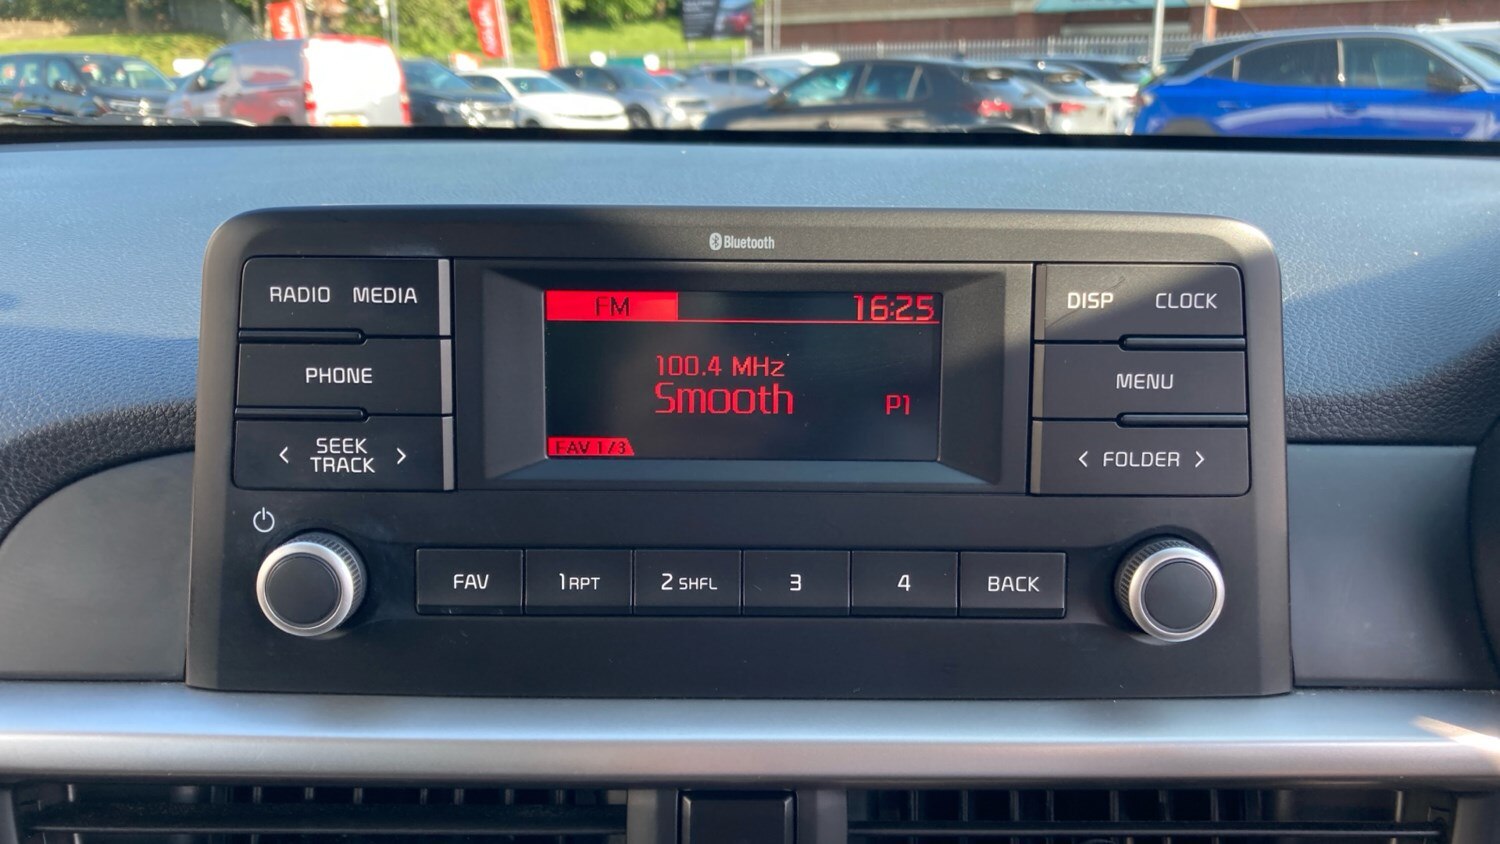 Bluetooth
RADIO MEDIA
PHONE
< SEEK TRACK >
FM 16:25
100.4 MHz
Smooth P1
FAV 1/3
DISP CLOCK
MENU
< FOLDER >
FAV 1 RPT 2 SHFL 3 4 BACK